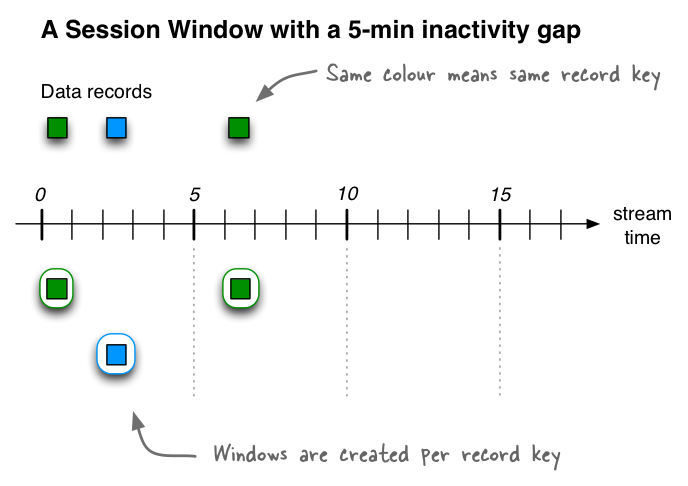 A Session Window with a 5-min inactivity gap
Same colour means same record key
Data records
0 5 10 15
stream
time
Windows are created per record key